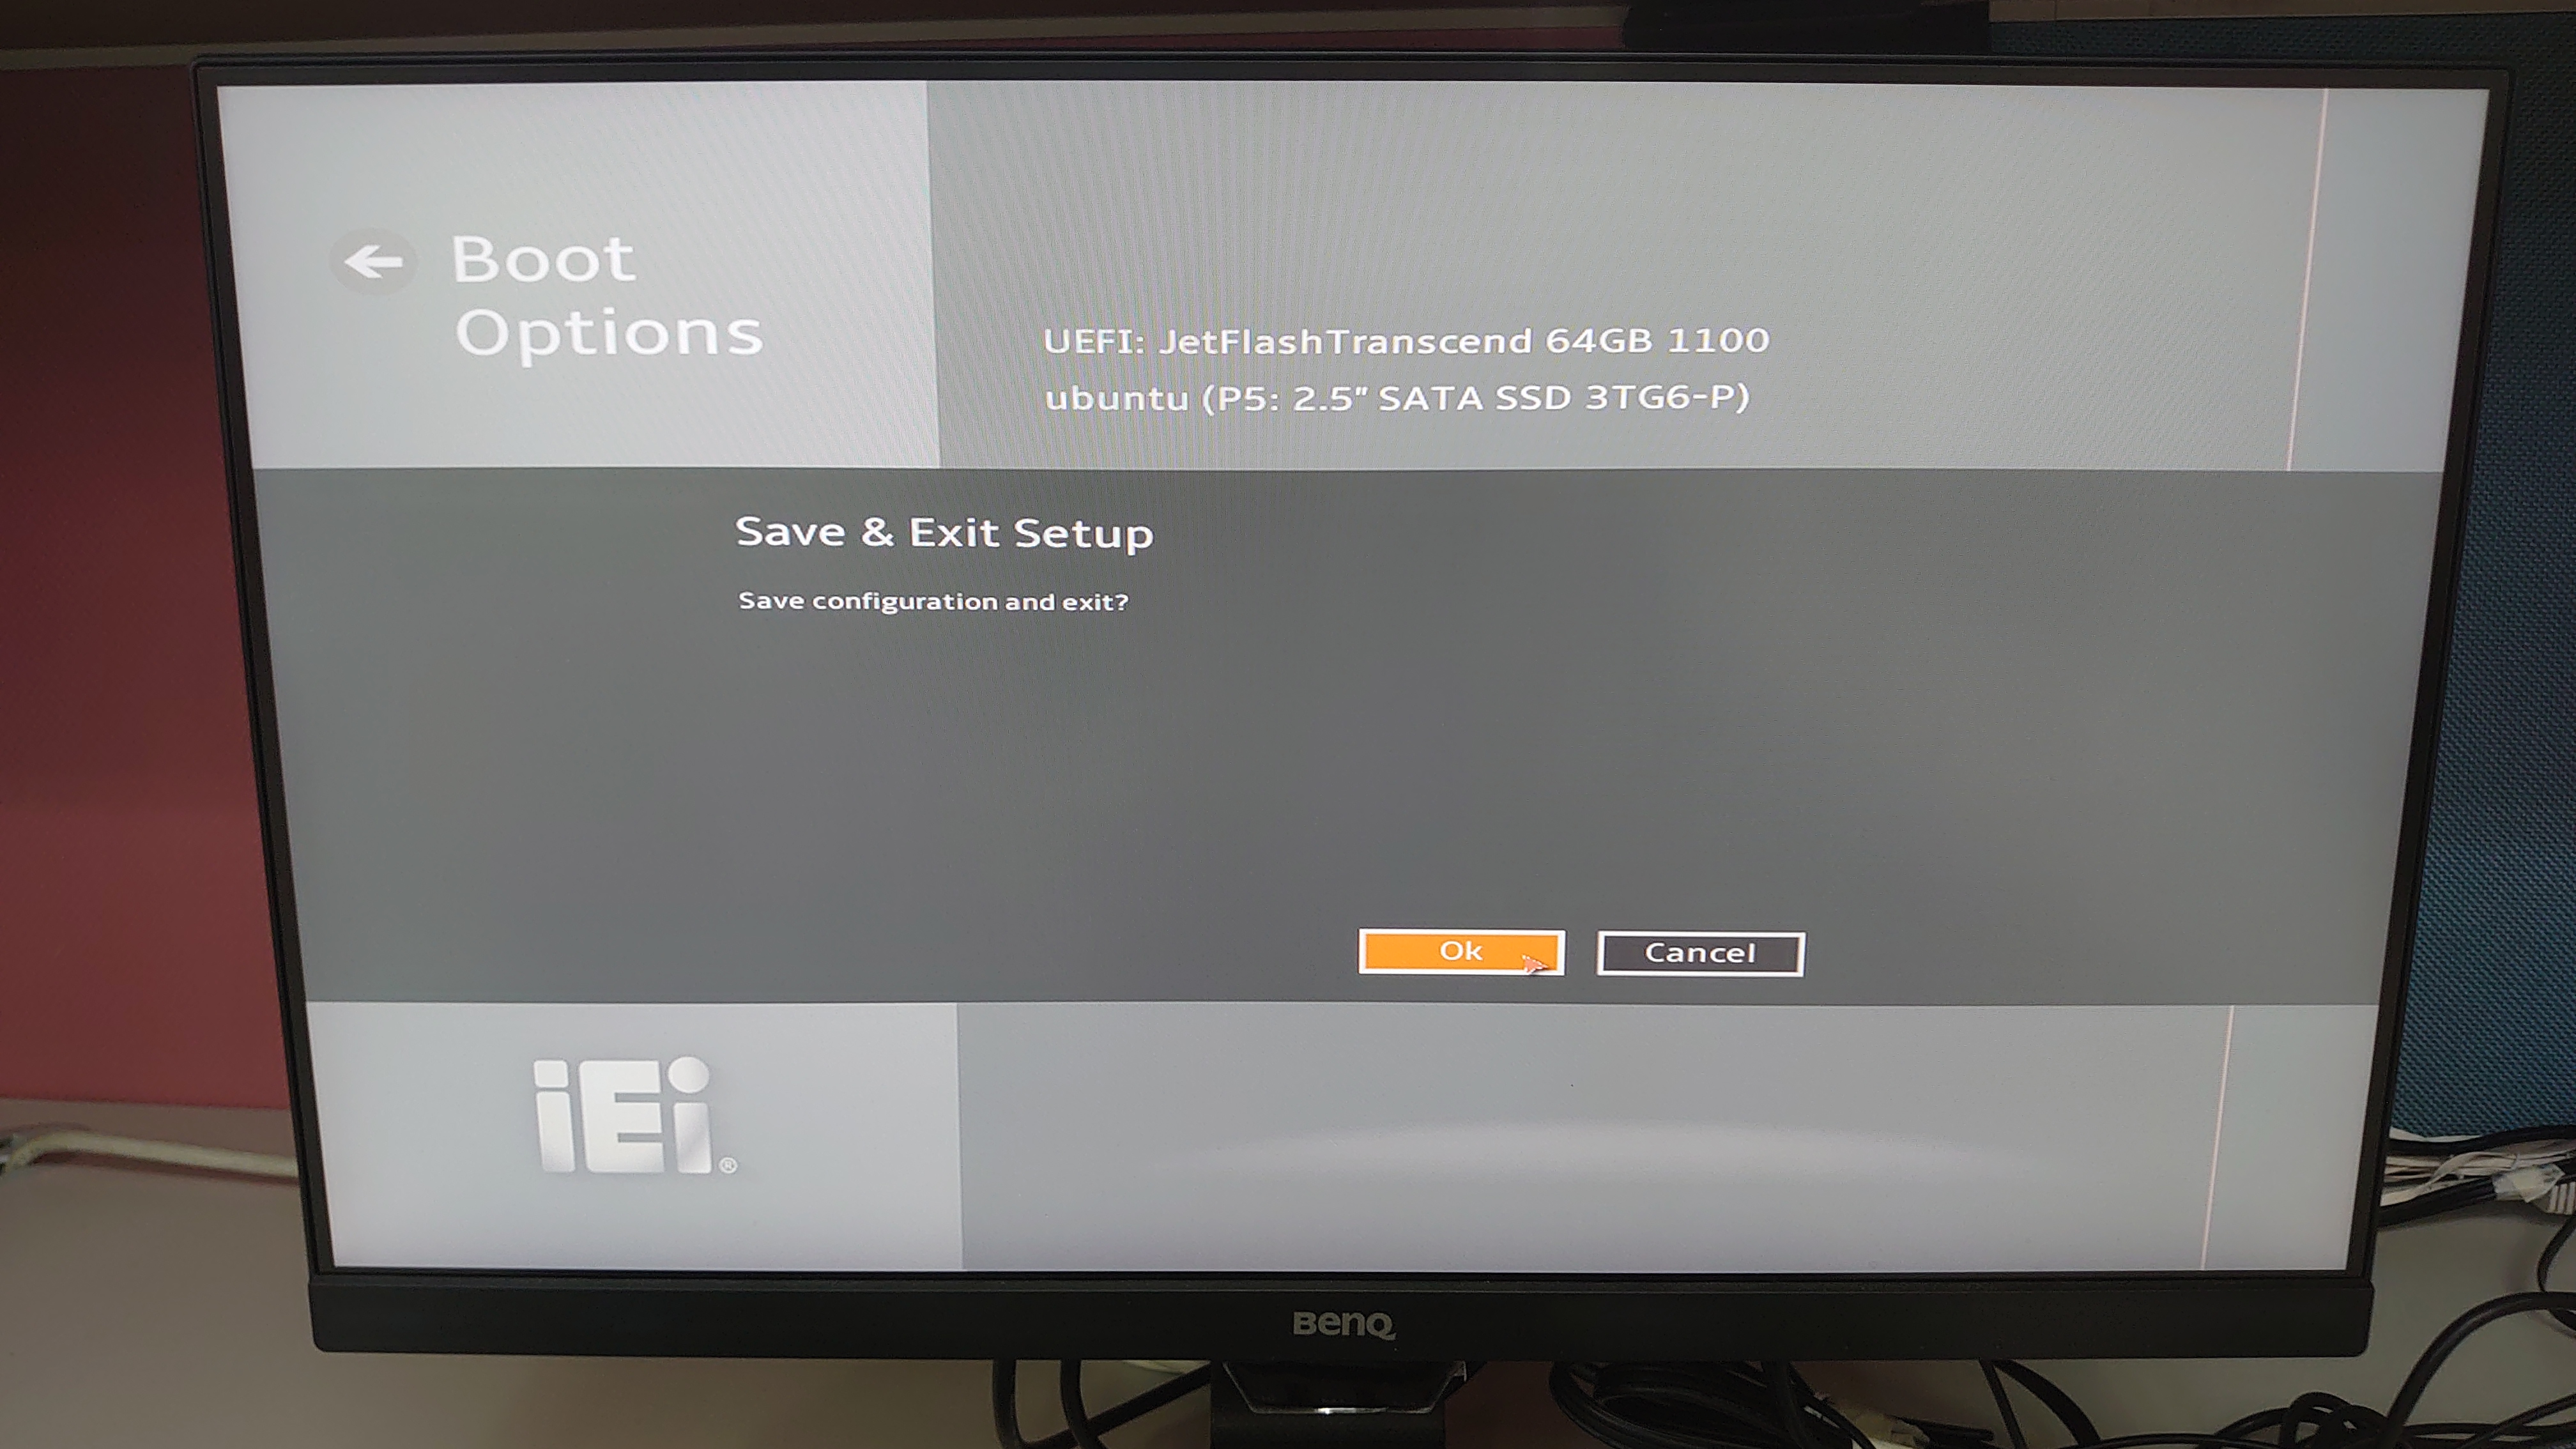 Boot
Options
UEFI: JetFlashTranscend 64GB 1100
ubuntu (P5: 2.5" SATA SSD 3TG6-P)
Save & Exit Setup
Save configuration and exit?
Ok
Cancel
iEi®
BenQ